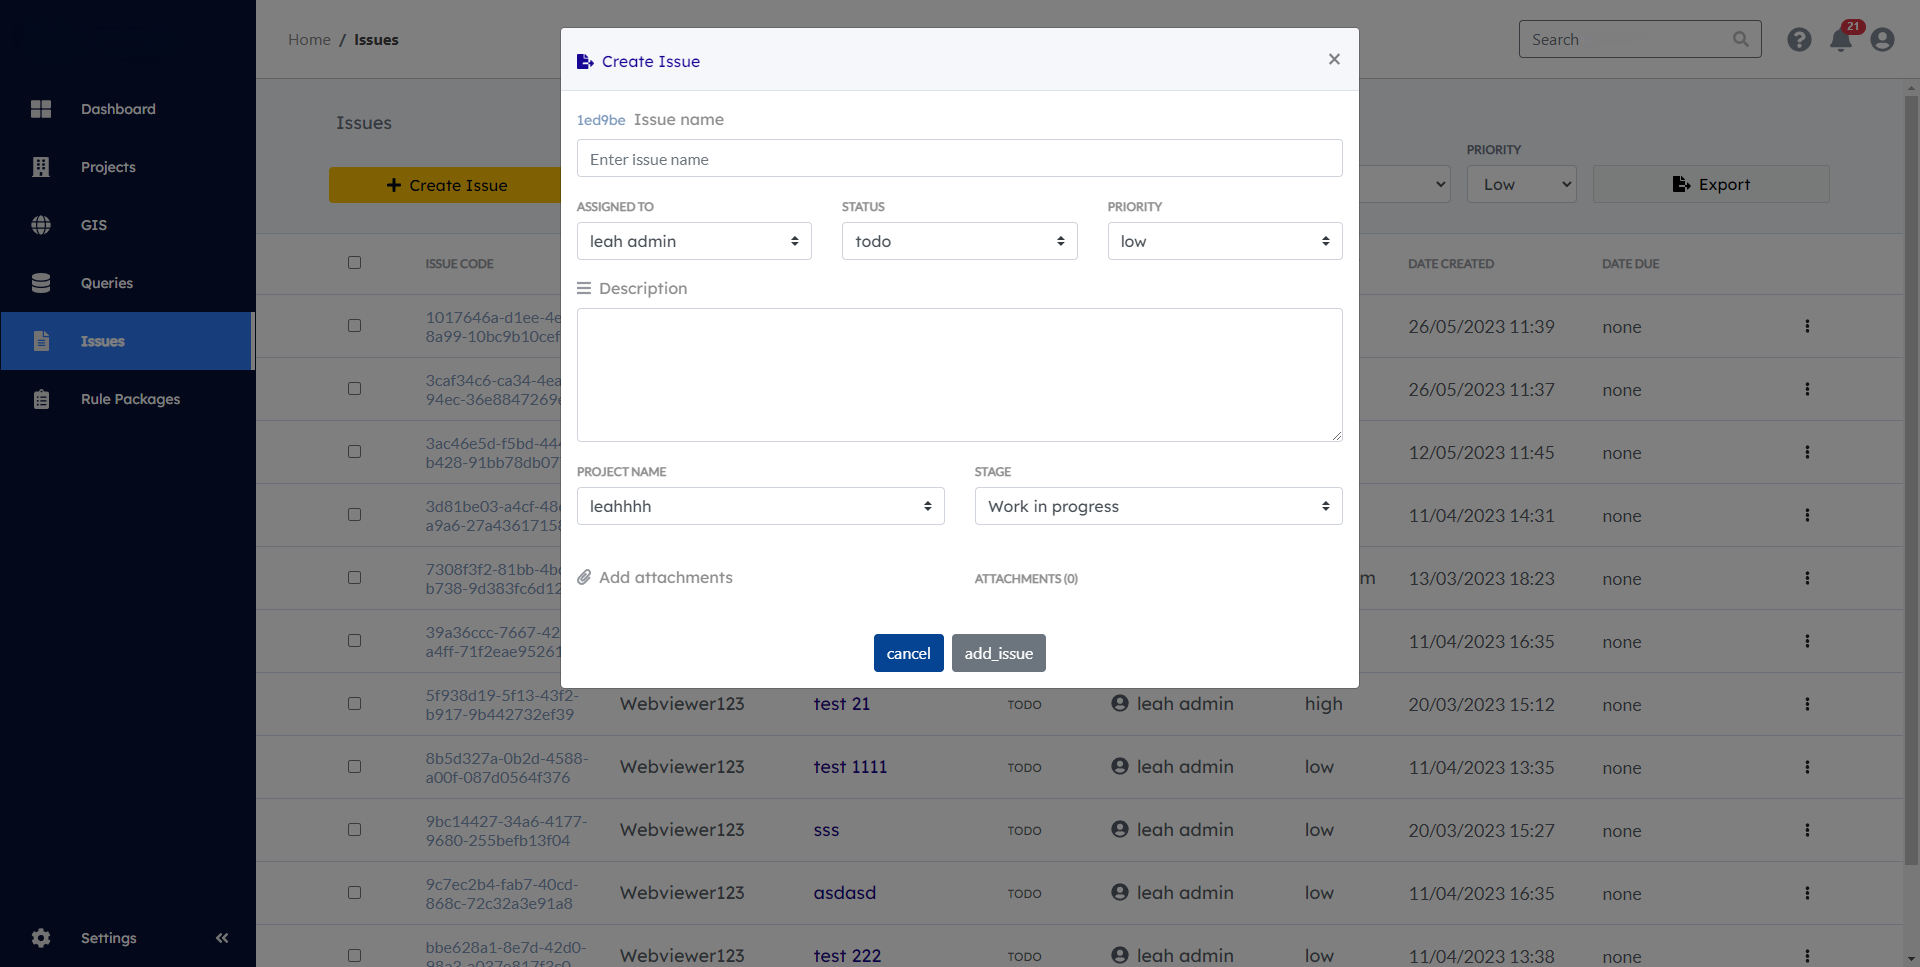 Home / Issues
Search
21
Dashboard
Projects
GIS
Queries
Issues
Rule Packages
Settings
Issues
Create Issue
PRIORITY
Low
Export
ISSUE CODE
DATE CREATED
DATE DUE
Create Issue
×
1ed9be Issue name
Enter issue name
ASSIGNED TO
STATUS
PRIORITY
leah admin
todo
low
Description
PROJECT NAME
STAGE
leahhhh
Work in progress
Add attachments
ATTACHMENTS (0)
cancel
add_issue
1017646a-d1ee-4e
8a99-10bc9b10cef
26/05/2023 11:39
none
3caf34c6-ca34-4ea
94ec-36e8847269
26/05/2023 11:37
none
3ac46e5d-f5bd-44
b428-91bb78db07
12/05/2023 11:45
none
3d81be03-a4cf-48
a9a6-27a4361715
11/04/2023 14:31
none
7308f3f2-81bb-4b
b738-9d383fc6d12
m
13/03/2023 18:23
none
39a36ccc-7667-42
a4ff-71f2eae95261
11/04/2023 16:35
none
5f938d19-5f13-43f2-
b917-9b442732ef39
Webviewer123
test 21
TODO
leah admin
high
20/03/2023 15:12
none
8b5d327a-0b2d-4588-
a00f-087d0564f376
Webviewer123
test 1111
TODO
leah admin
low
11/04/2023 13:35
none
9bc14427-34a6-4177-
9680-255befb13f04
Webviewer123
sss
TODO
leah admin
low
20/03/2023 15:27
none
9c7ec2b4-fab7-40cd-
868c-72c32a3e91a8
Webviewer123
asdasd
TODO
leah admin
low
11/04/2023 16:35
none
bbe628a1-8e7d-42d0-
Webviewer123
test 222
TODO
leah admin
low
11/04/2023 13:38
none